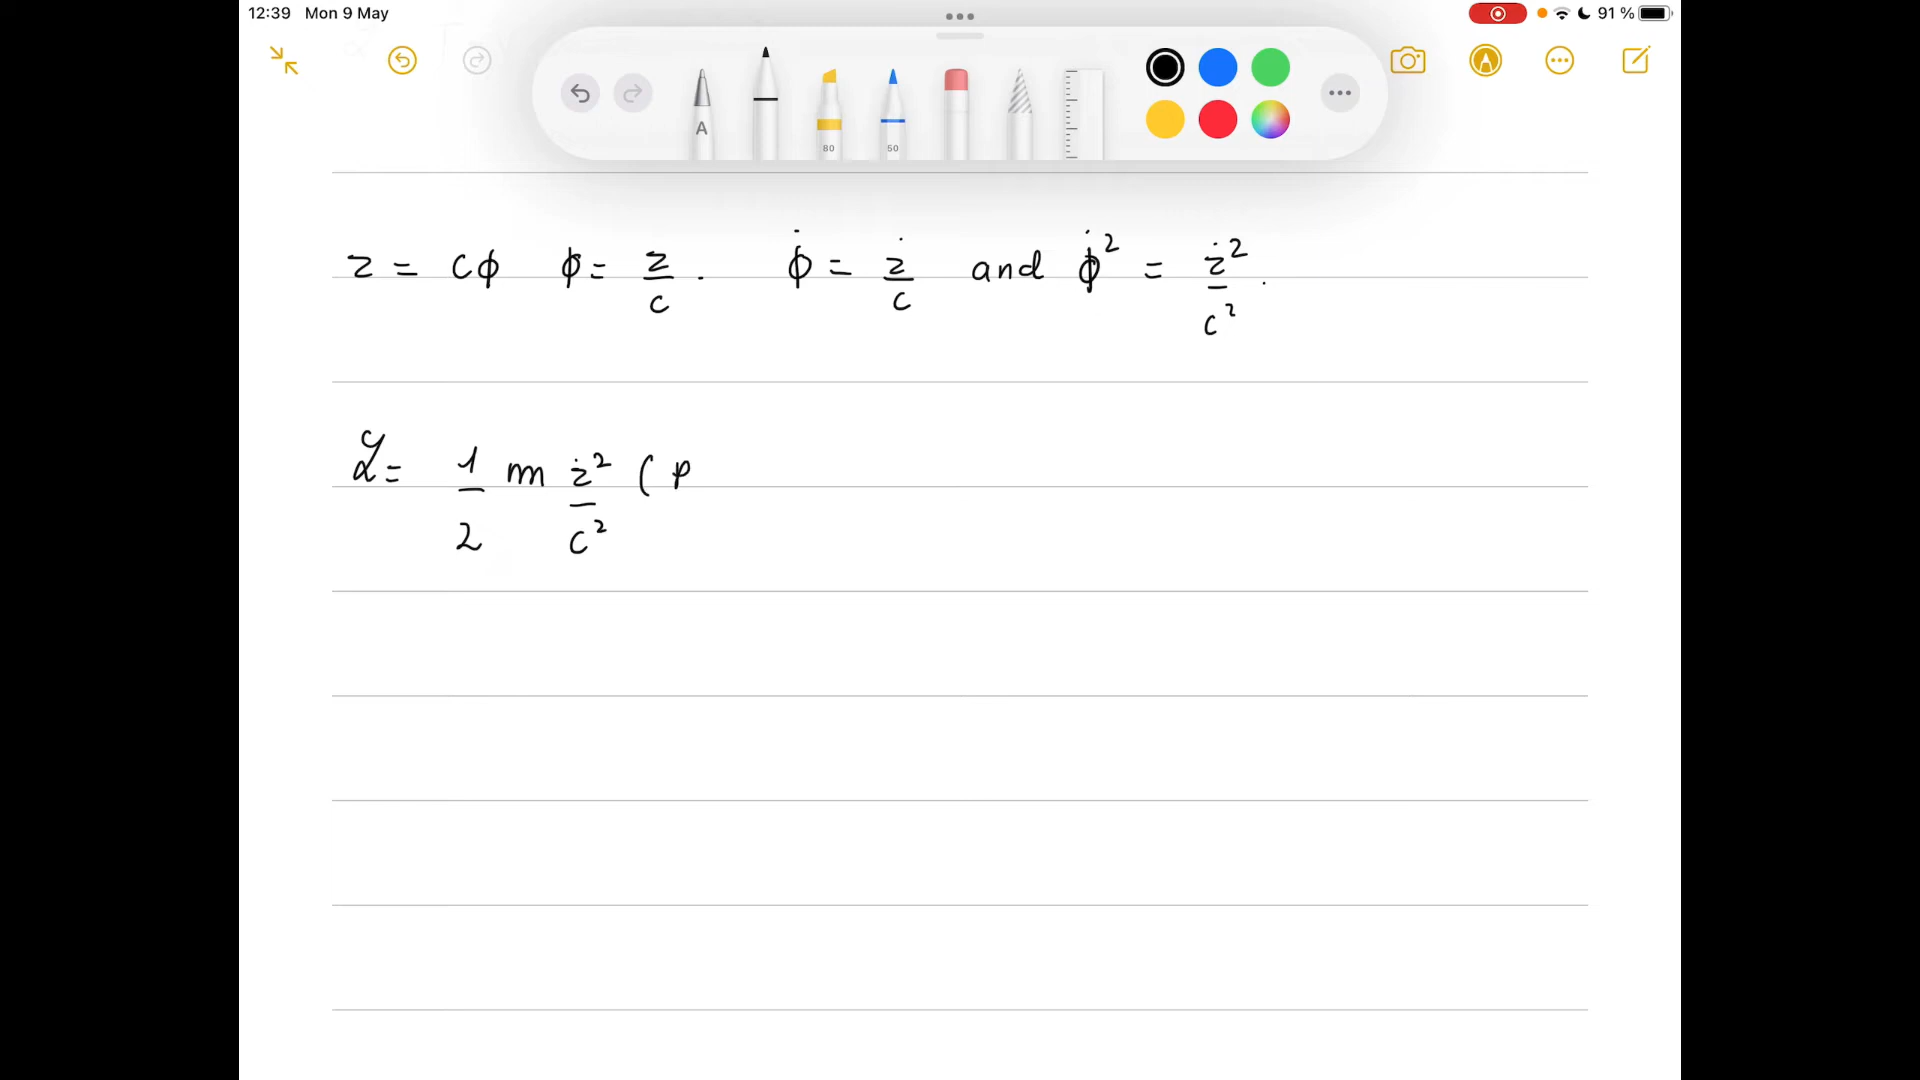 12:39 Mon 9 May 91 %
A 80 50
z = cϕ ϕ = z/c . ϕ̇ = ż/c and ϕ̇² = ż²/c² .
ℒ = 1/2 m ż²/c² ( p